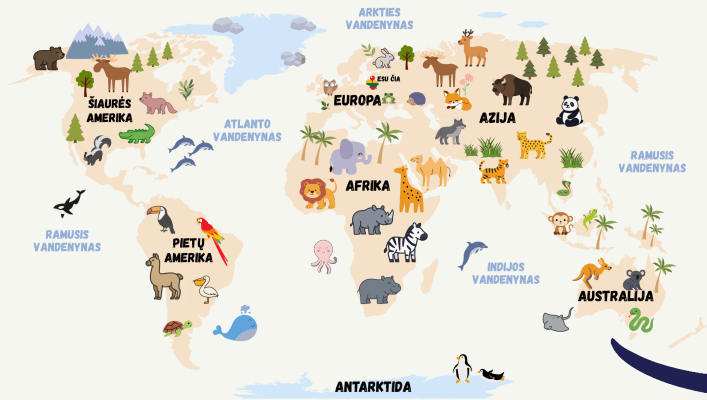 ARKTIES
VANDENYNAS
ESU ČIA
ŠIAURĖS
AMERIKA
EUROPA
AZIJA
ATLANTO
VANDENYNAS
RAMUSIS
VANDENYNAS
AFRIKA
RAMUSIS
VANDENYNAS
PIETŲ
AMERIKA
INDIJOS
VANDENYNAS
AUSTRALIJA
ANTARKTIDA